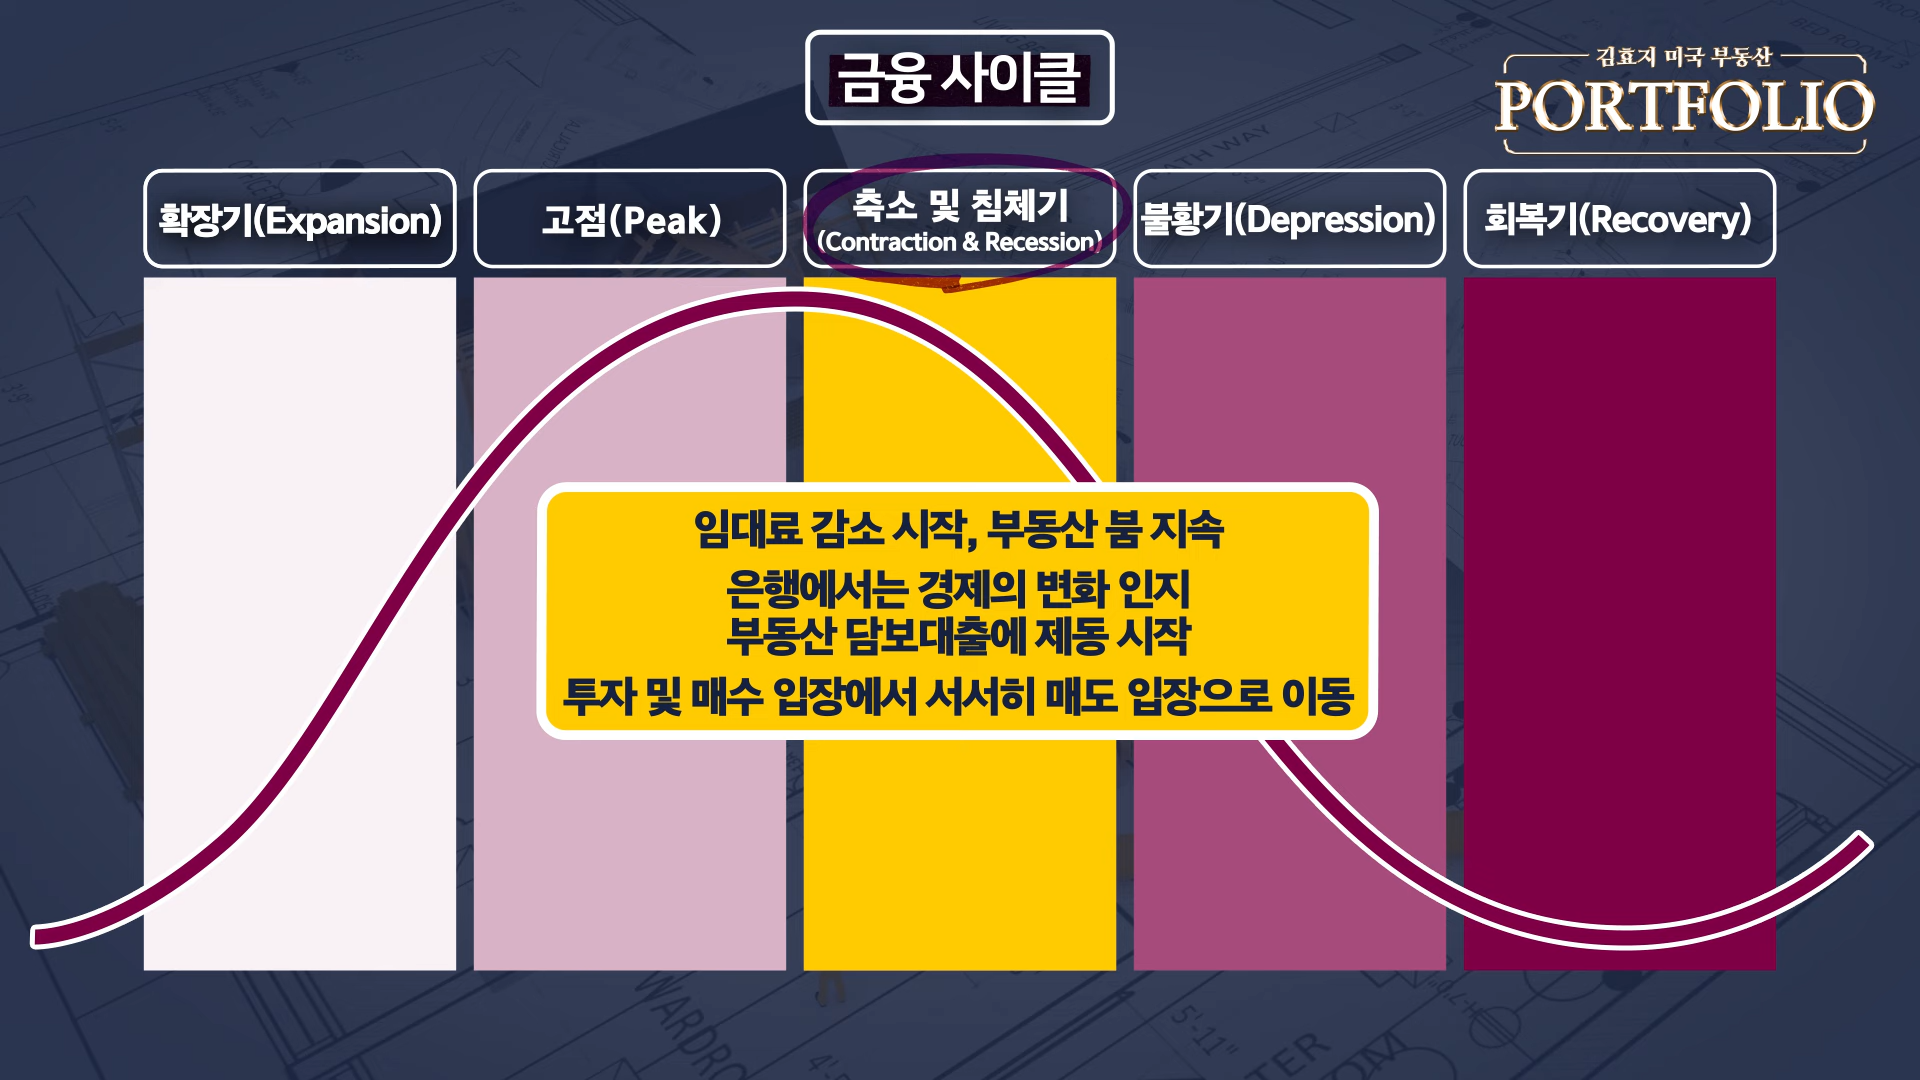 금융 사이클
김효지 미국 부동산
PORTFOLIO
확장기(Expansion)
고점(Peak)
축소 및 침체기
(Contraction & Recession)
불황기(Depression)
회복기(Recovery)
임대료 감소 시작, 부동산 붐 지속
은행에서는 경제의 변화 인지
부동산 담보대출에 제동 시작
투자 및 매수 입장에서 서서히 매도 입장으로 이동
5'-11"